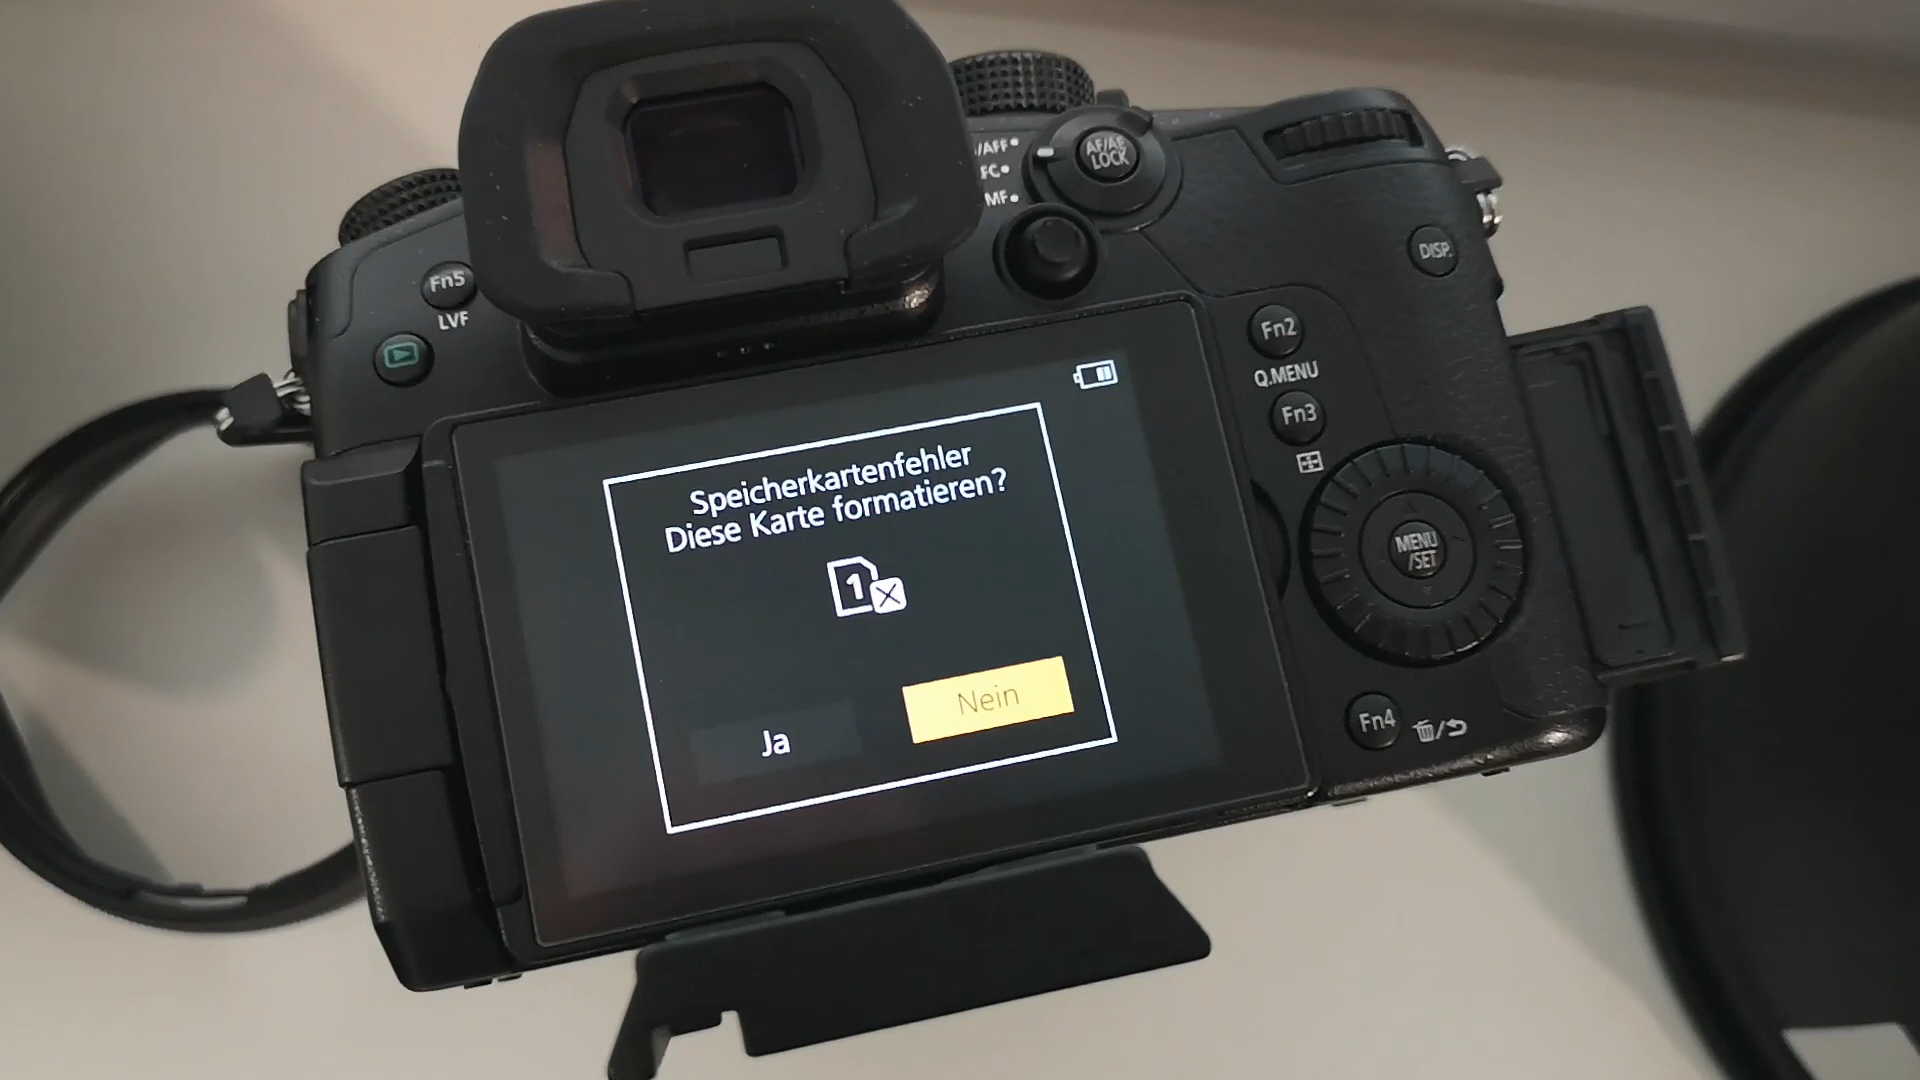 /AFF
FC
MF
AF/AE
LOCK
DISP.
Fn5
LVF
Fn2
Q.MENU
Fn3
Speicherkartenfehler
Diese Karte formatieren?
1
Ja
Nein
MENU
/SET
Fn4